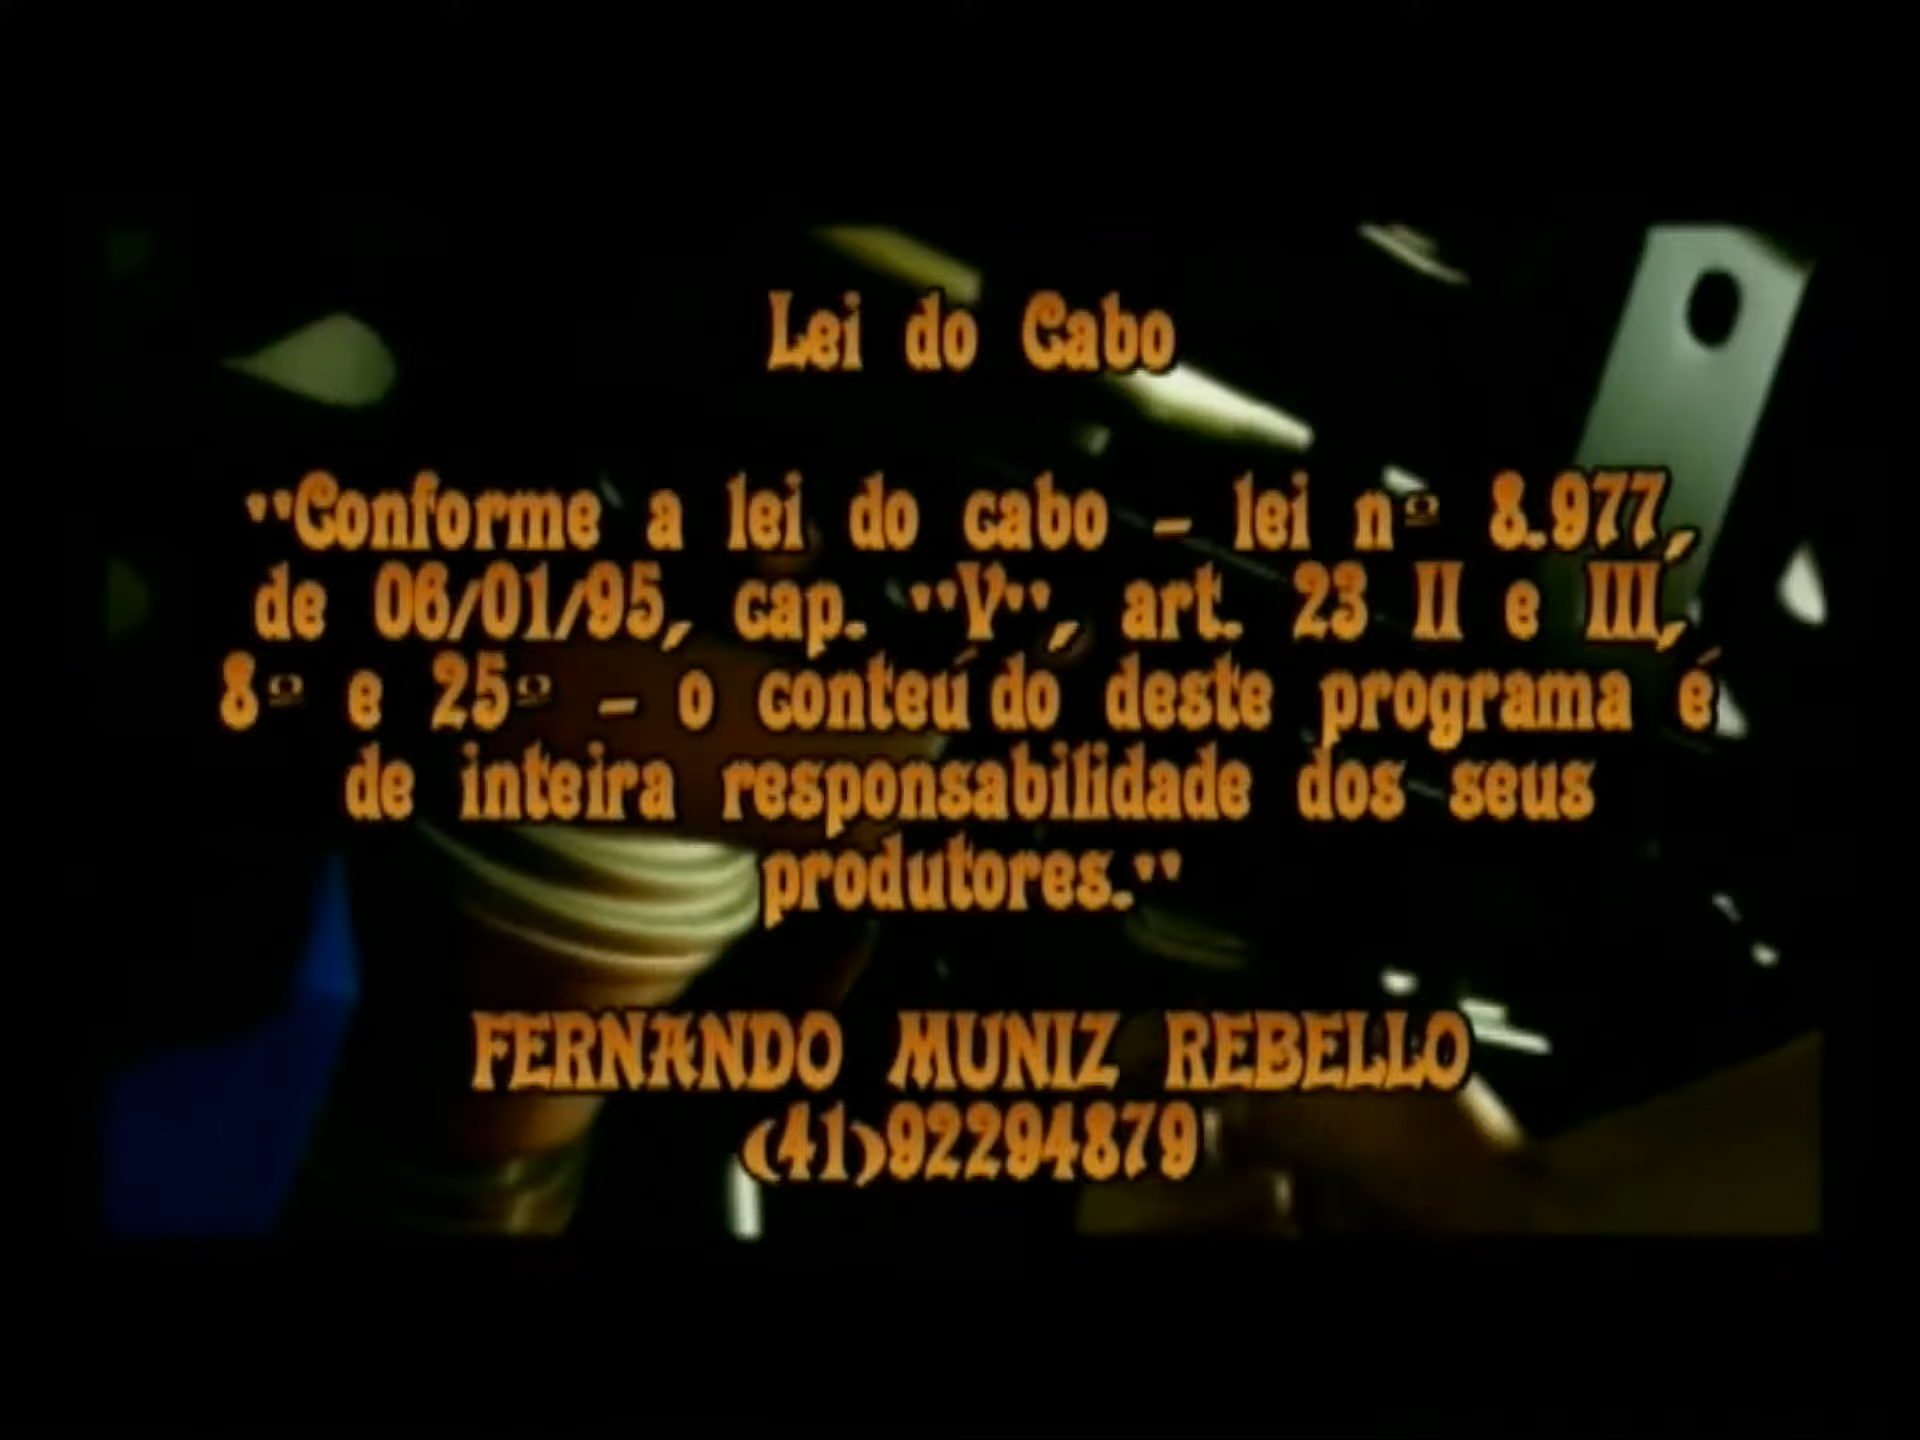 Lei do Cabo
"Conforme a lei do cabo - lei nº 8.977,
de 06/01/95, cap. "V", art. 23 II e III,
8º e 25º - o conteúdo deste programa é
de inteira responsabilidade dos seus
produtores."
FERNANDO MUNIZ REBELLO
(41)92294879